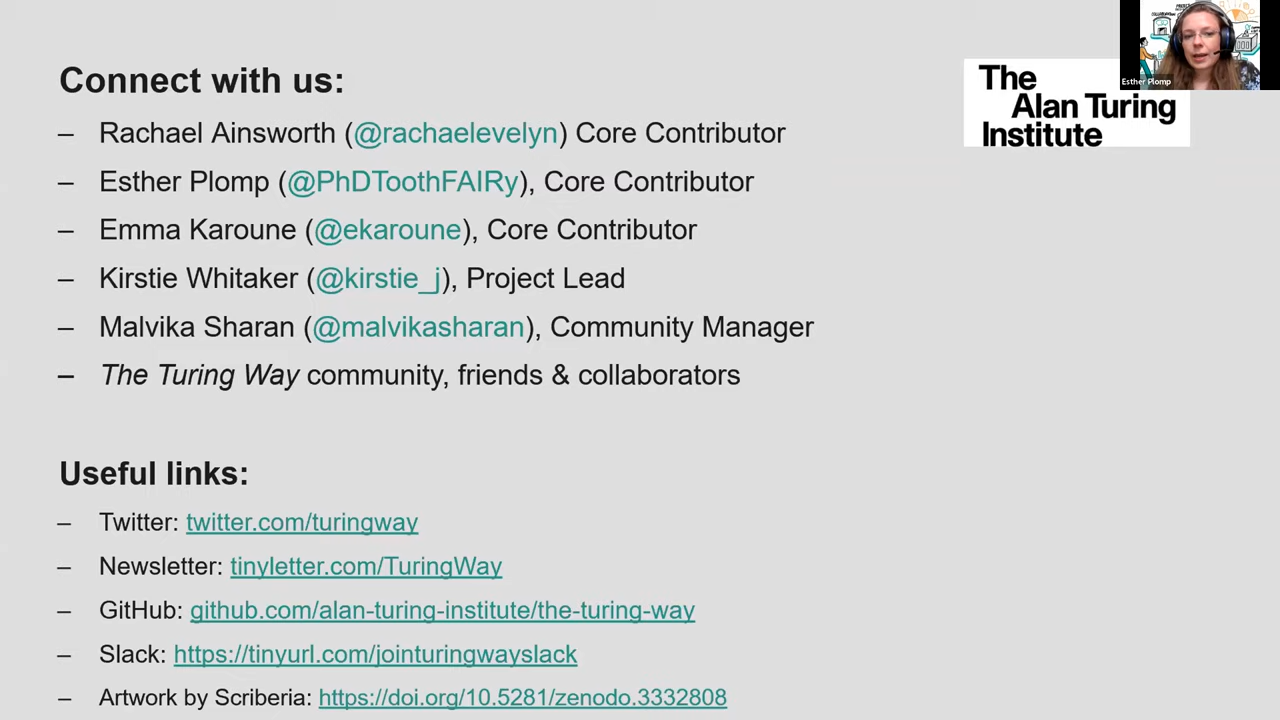 Connect with us:
– Rachael Ainsworth (@rachaelevelyn) Core Contributor
– Esther Plomp (@PhDToothFAIRy), Core Contributor
– Emma Karoune (@ekaroune), Core Contributor
– Kirstie Whitaker (@kirstie_j), Project Lead
– Malvika Sharan (@malvikasharan), Community Manager
– The Turing Way community, friends & collaborators
The
Alan Turing
Institute
Esther Plomp
Useful links:
– Twitter: twitter.com/turingway
– Newsletter: tinyletter.com/TuringWay
– GitHub: github.com/alan-turing-institute/the-turing-way
– Slack: https://tinyurl.com/jointuringwayslack
– Artwork by Scriberia: https://doi.org/10.5281/zenodo.3332808